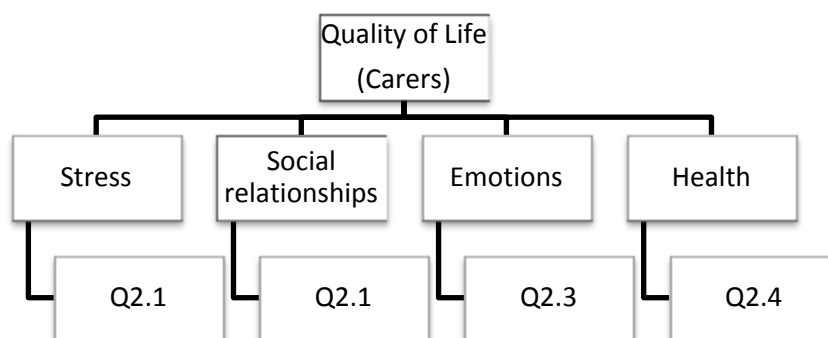 Quality of Life
(Carers)
Stress
Social
relationships
Emotions
Health
Q2.1
Q2.1
Q2.3
Q2.4